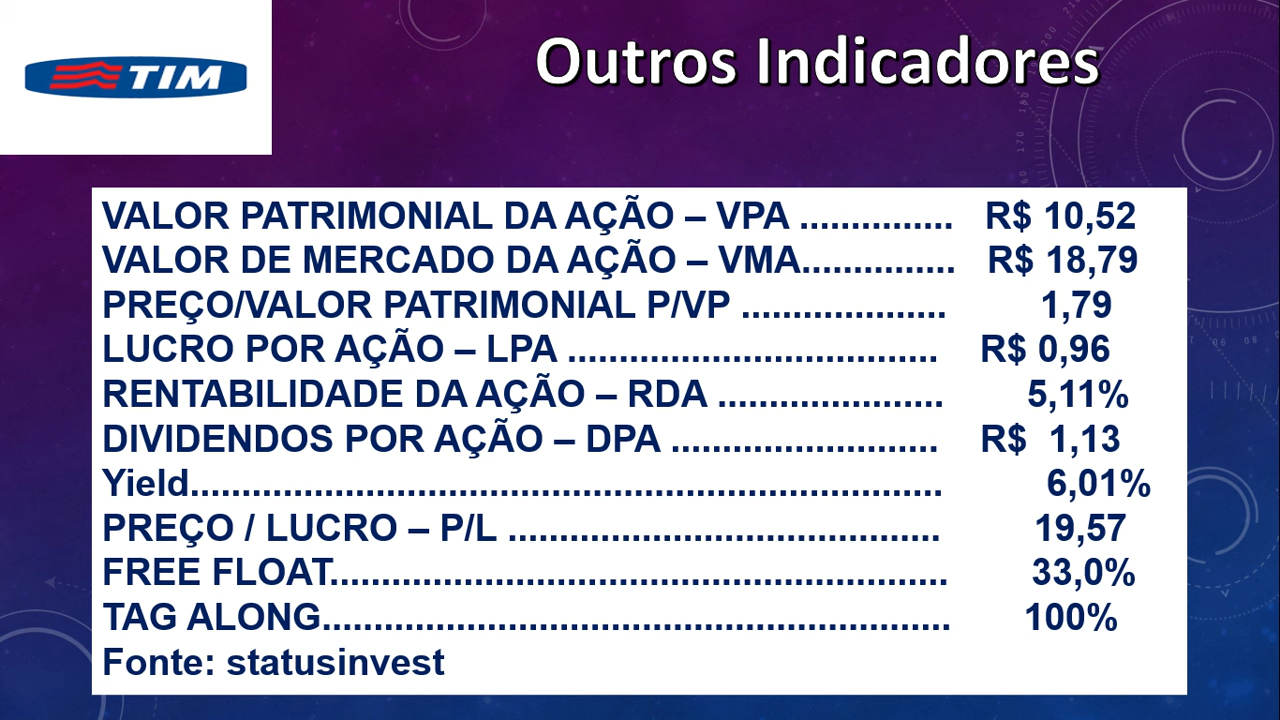 TIM
Outros Indicadores
VALOR PATRIMONIAL DA AÇÃO – VPA ............... R$ 10,52
VALOR DE MERCADO DA AÇÃO – VMA............... R$ 18,79
PREÇO/VALOR PATRIMONIAL P/VP .................... 1,79
LUCRO POR AÇÃO – LPA .................................... R$ 0,96
RENTABILIDADE DA AÇÃO – RDA ...................... 5,11%
DIVIDENDOS POR AÇÃO – DPA .......................... R$ 1,13
Yield......................................................................... 6,01%
PREÇO / LUCRO – P/L .......................................... 19,57
FREE FLOAT............................................................ 33,0%
TAG ALONG............................................................. 100%
Fonte: statusinvest